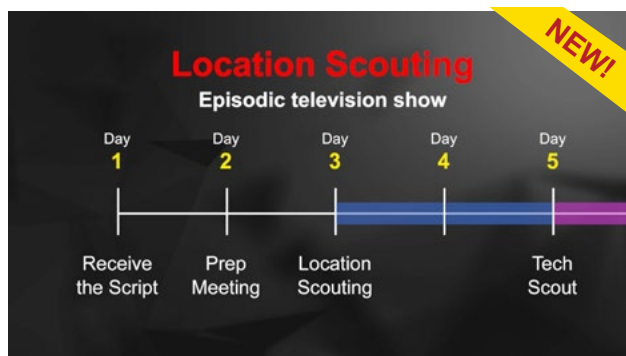 NEW!
Location Scouting
Episodic television show
Day Day Day Day Day
1 2 3 4 5
Receive Prep Location Tech
the Script Meeting Scouting Scout